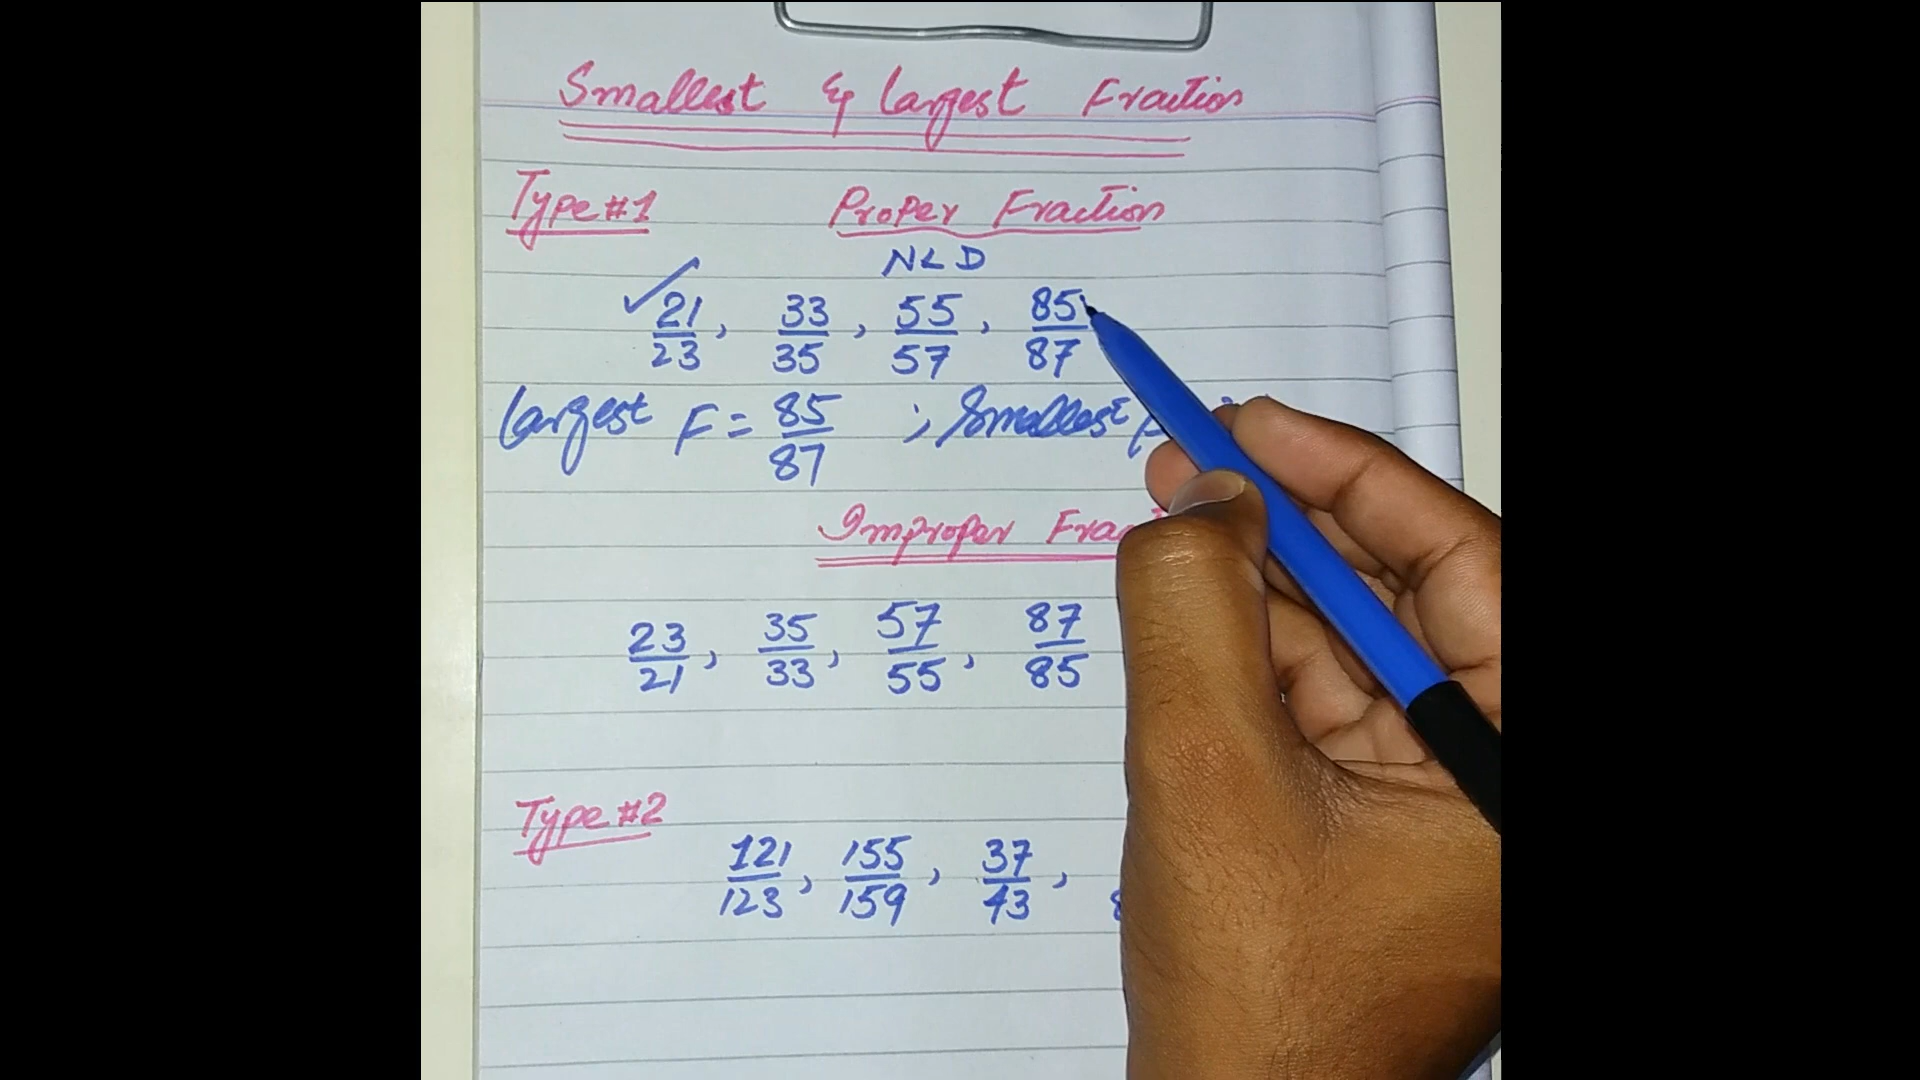 Smallest & Largest Fraction
Type #1 Proper Fraction
N < D
21/23, 33/35, 55/57, 85/87
Largest F = 85/87 ; Smallest F
Improper Frac
23/21, 35/33, 57/55, 87/85
Type #2
121/123, 155/159, 37/43,